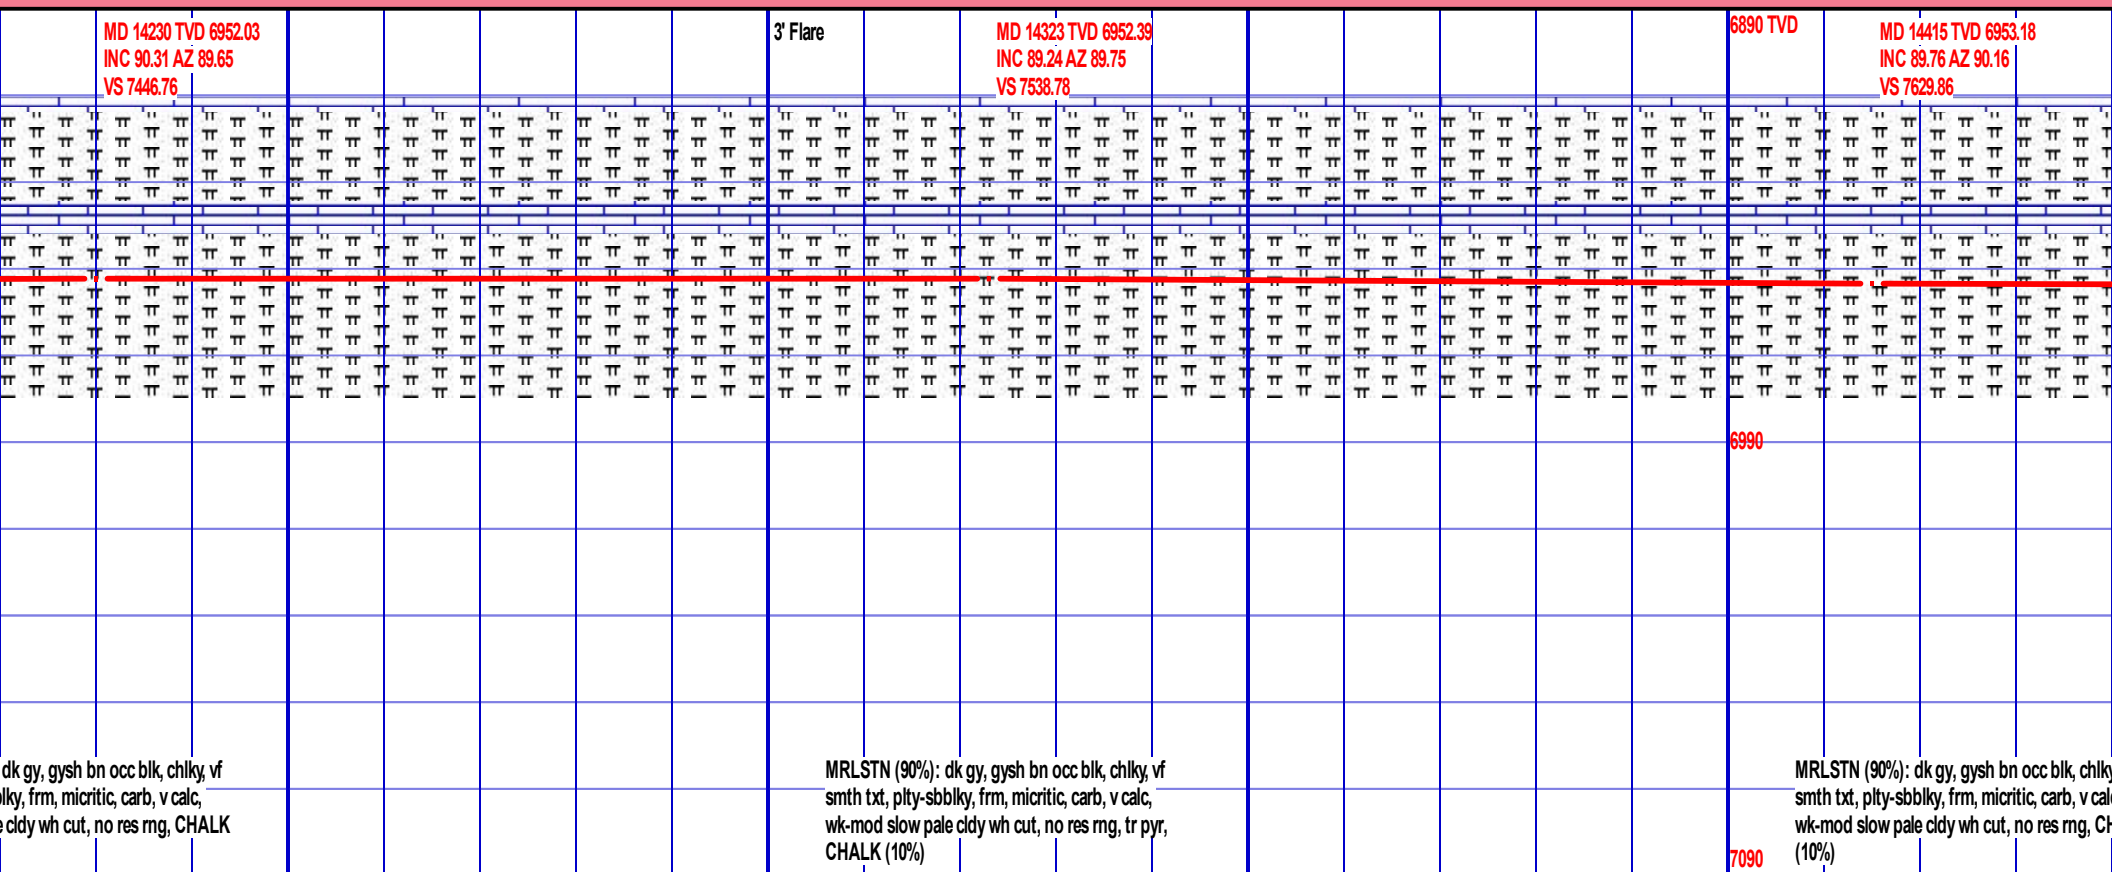 MD 14230 TVD 6952.03
INC 90.31 AZ 89.65
VS 7446.76
3' Flare
MD 14323 TVD 6952.39
INC 89.24 AZ 89.75
VS 7538.78
6890 TVD
MD 14415 TVD 6953.18
INC 89.76 AZ 90.16
VS 7629.86
6990
dk gy, gysh bn occ blk, chlky, vf
lky, frm, micritic, carb, v calc,
e cldy wh cut, no res rng, CHALK
MRLSTN (90%): dk gy, gysh bn occ blk, chlky, vf
smth txt, plty-sbblky, frm, micritic, carb, v calc,
wk-mod slow pale cldy wh cut, no res rng, tr pyr,
CHALK (10%)
7090
MRLSTN (90%): dk gy, gysh bn occ blk, chlky
smth txt, plty-sbblky, frm, micritic, carb, v calc
wk-mod slow pale cldy wh cut, no res rng, CH
(10%)